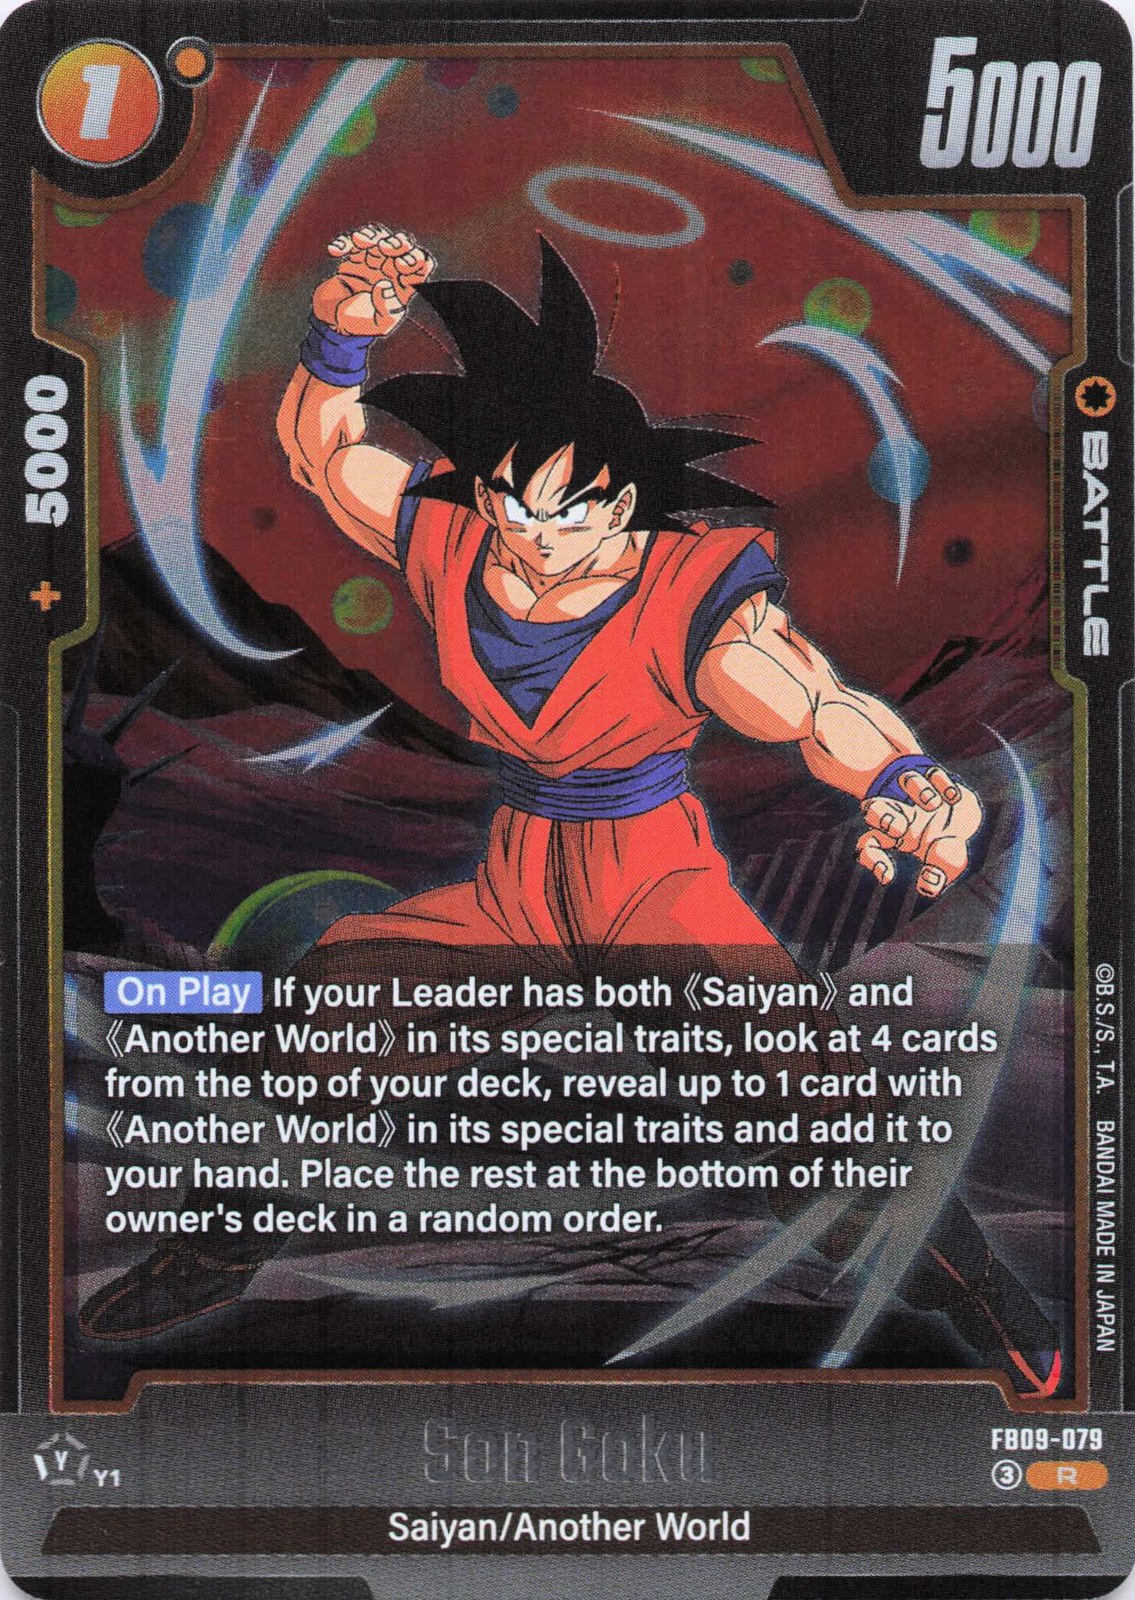 1
5000
+ 5000
BATTLE
On Play If your Leader has both 《Saiyan》 and
《Another World》 in its special traits, look at 4 cards
from the top of your deck, reveal up to 1 card with
《Another World》 in its special traits and add it to
your hand. Place the rest at the bottom of their
owner's deck in a random order.
©B.S./S., T.A. BANDAI MADE IN JAPAN
Son Goku
FB09-079
Y Y1
3 R
Saiyan/Another World